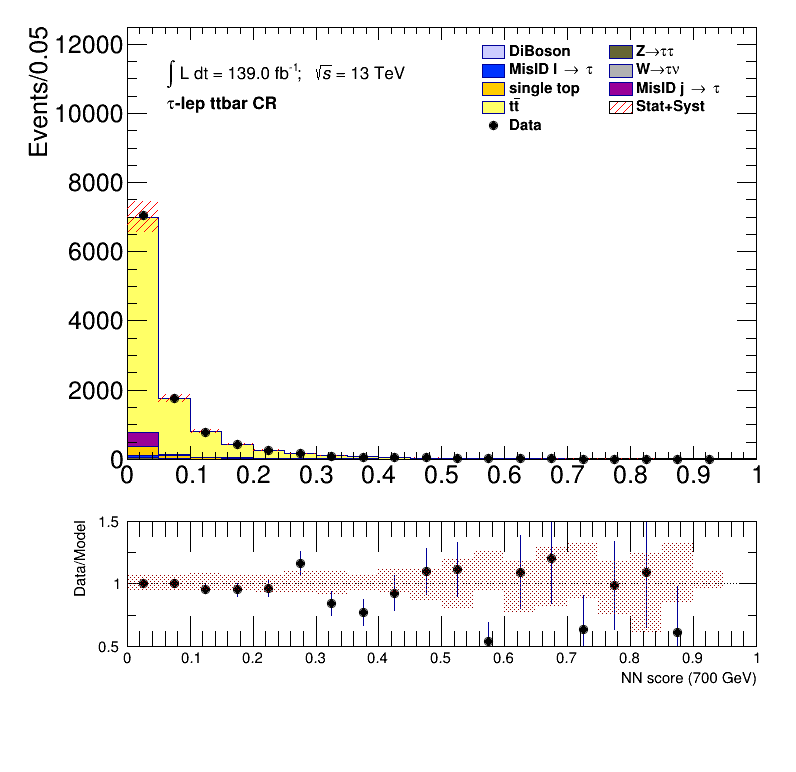 Events/0.05
12000
10000
8000
6000
4000
2000
0
∫ L dt = 139.0 fb⁻¹; √s = 13 TeV
τ-lep ttbar CR
DiBoson
MisID l → τ
single top
tt̄
Data
Z→ττ
W→τν
MisID j → τ
Stat+Syst
0 0.1 0.2 0.3 0.4 0.5 0.6 0.7 0.8 0.9 1
Data/Model
1.5
1
0.5
0 0.1 0.2 0.3 0.4 0.5 0.6 0.7 0.8 0.9 1
NN score (700 GeV)